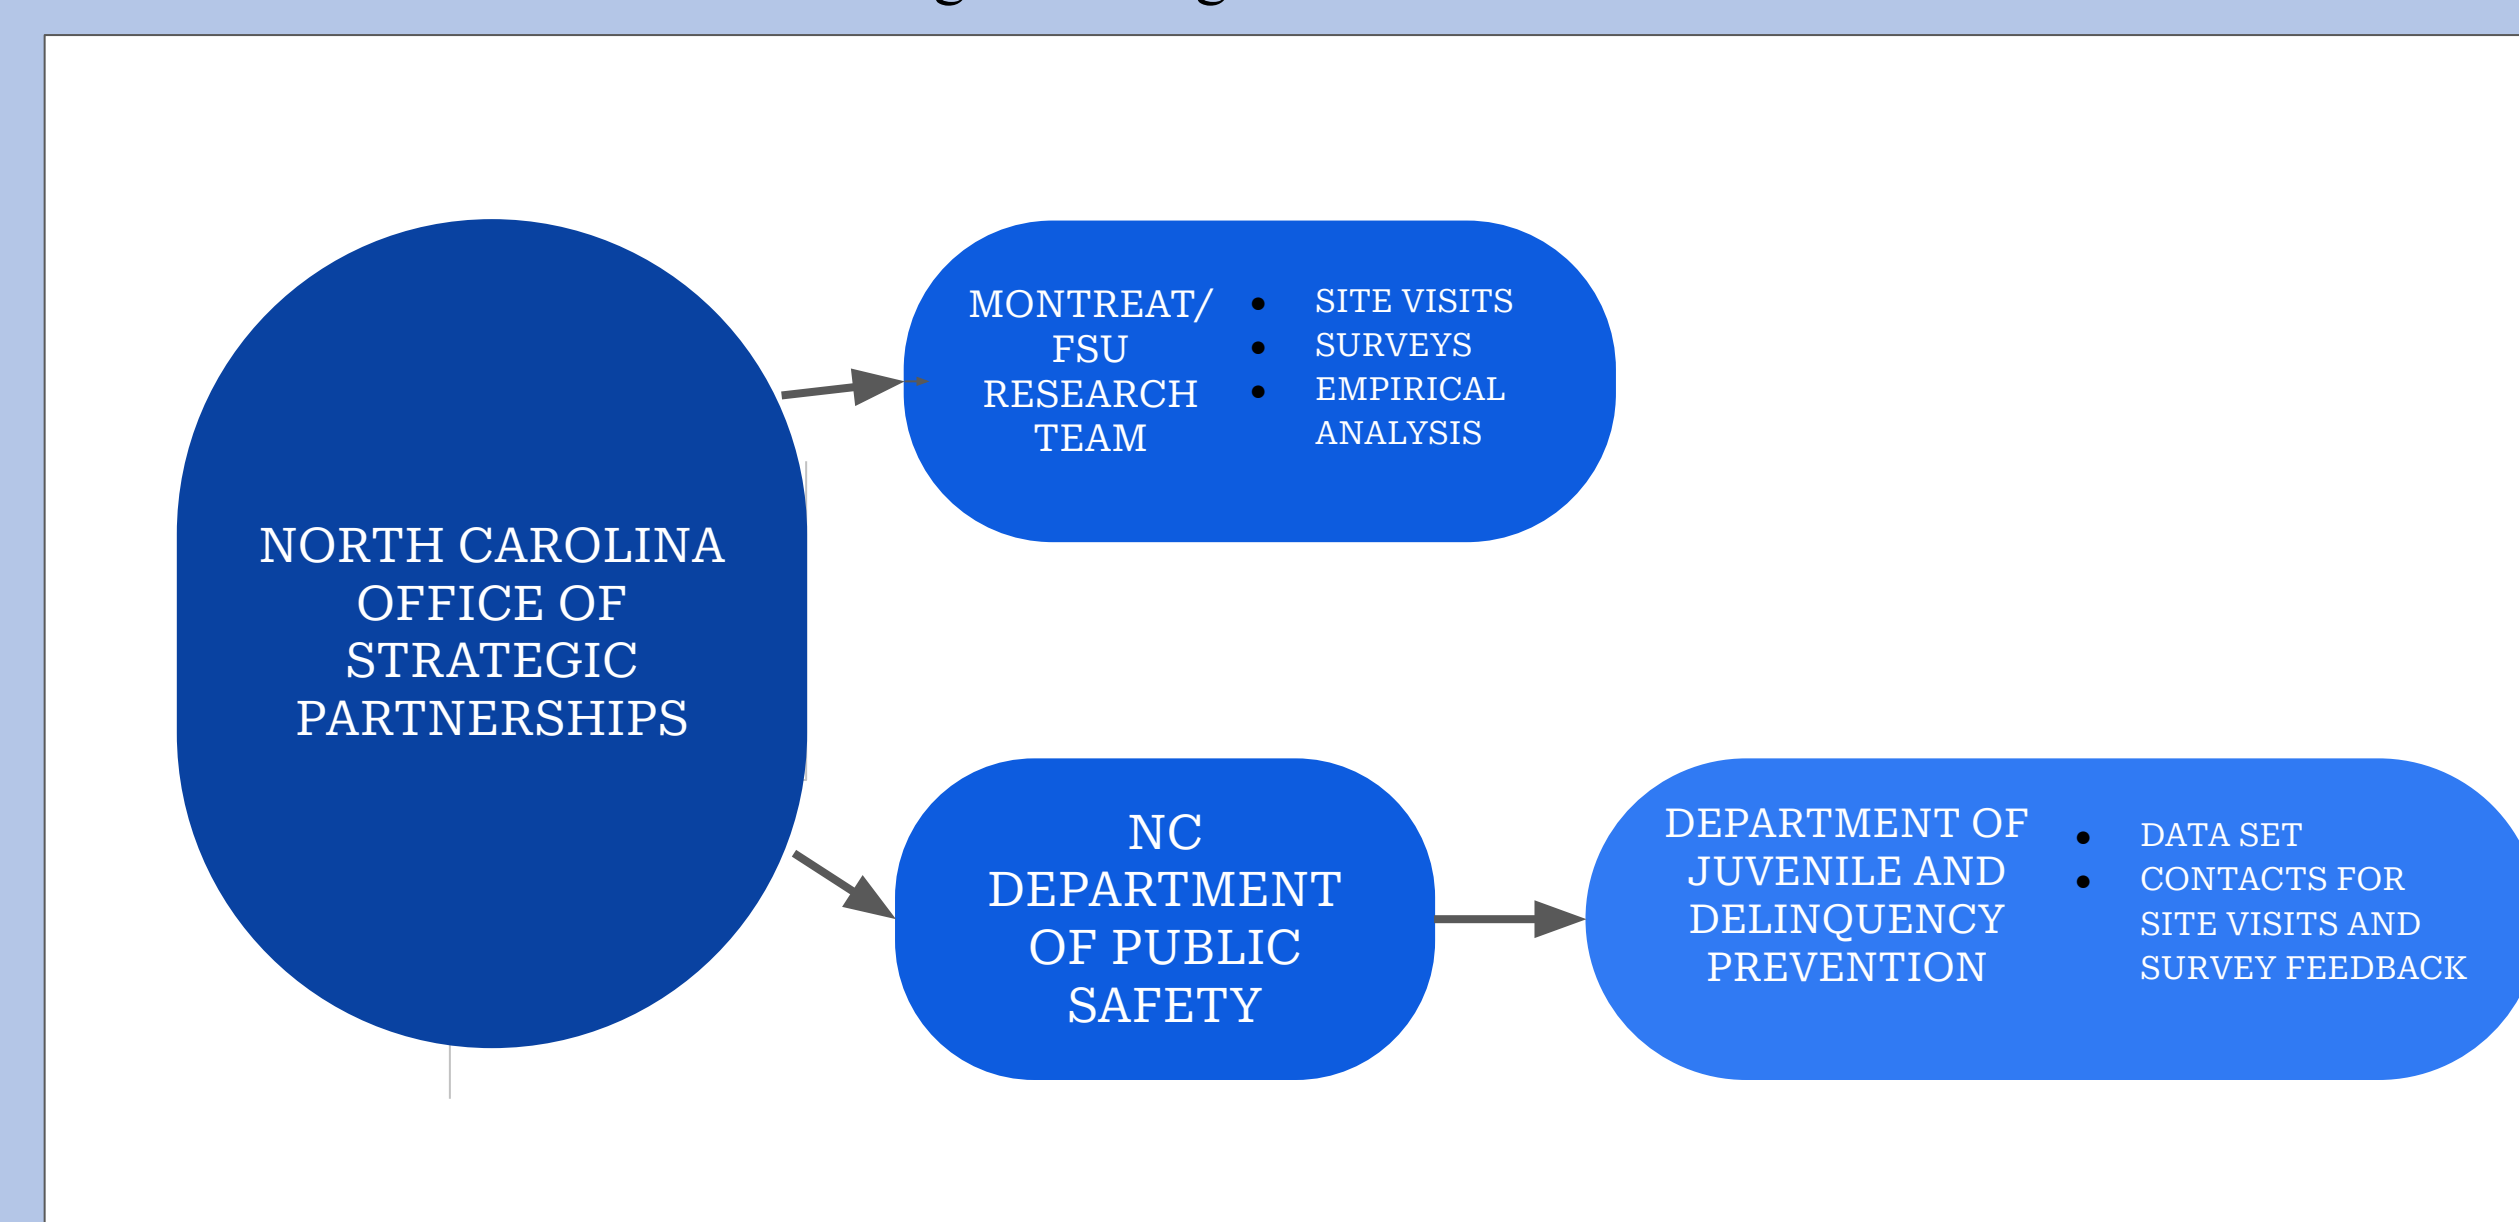 NORTH CAROLINA
OFFICE OF
STRATEGIC
PARTNERSHIPS
MONTREAT/
FSU
RESEARCH
TEAM
• SITE VISITS
• SURVEYS
• EMPIRICAL
ANALYSIS
NC
DEPARTMENT
OF PUBLIC
SAFETY
DEPARTMENT OF
JUVENILE AND
DELINQUENCY
PREVENTION
• DATA SET
• CONTACTS FOR
SITE VISITS AND
SURVEY FEEDBACK